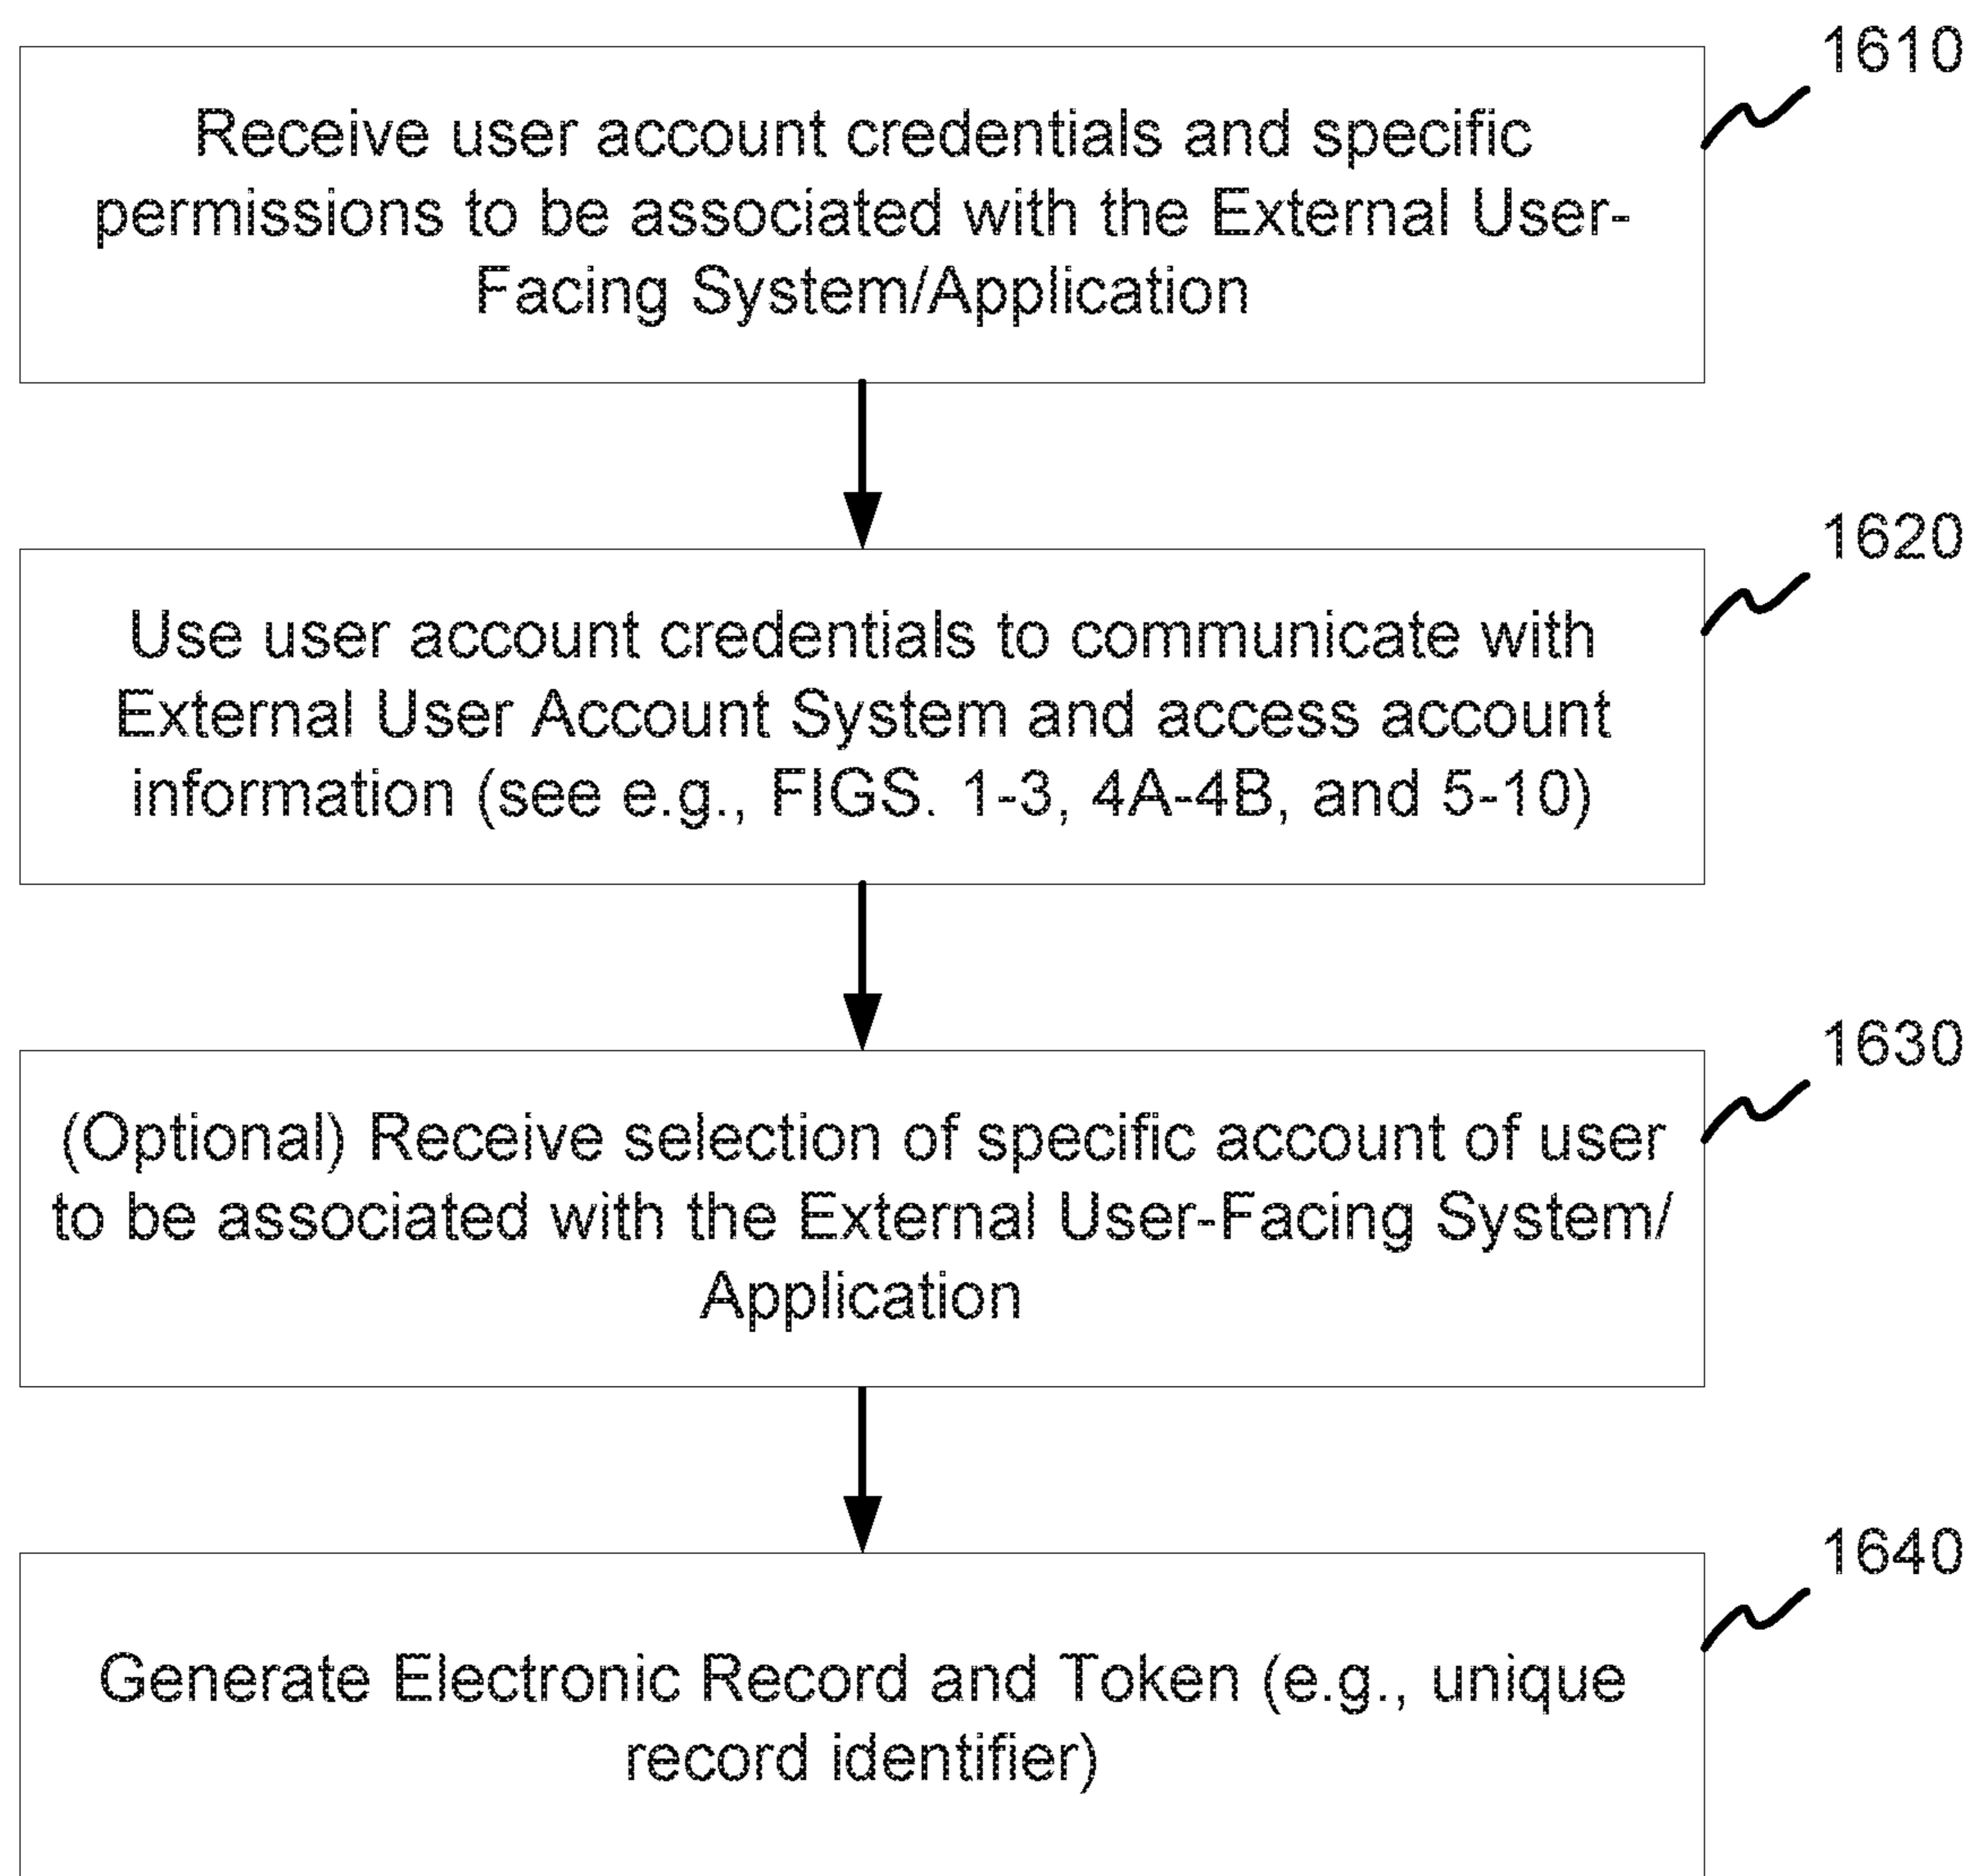 1610
Receive user account credentials and specific
permissions to be associated with the External User-
Facing System/Application
1620
Use user account credentials to communicate with
External User Account System and access account
information (see e.g., FIGS. 1-3, 4A-4B, and 5-10)
1630
(Optional) Receive selection of specific account of user
to be associated with the External User-Facing System/
Application
1640
Generate Electronic Record and Token (e.g., unique
record identifier)